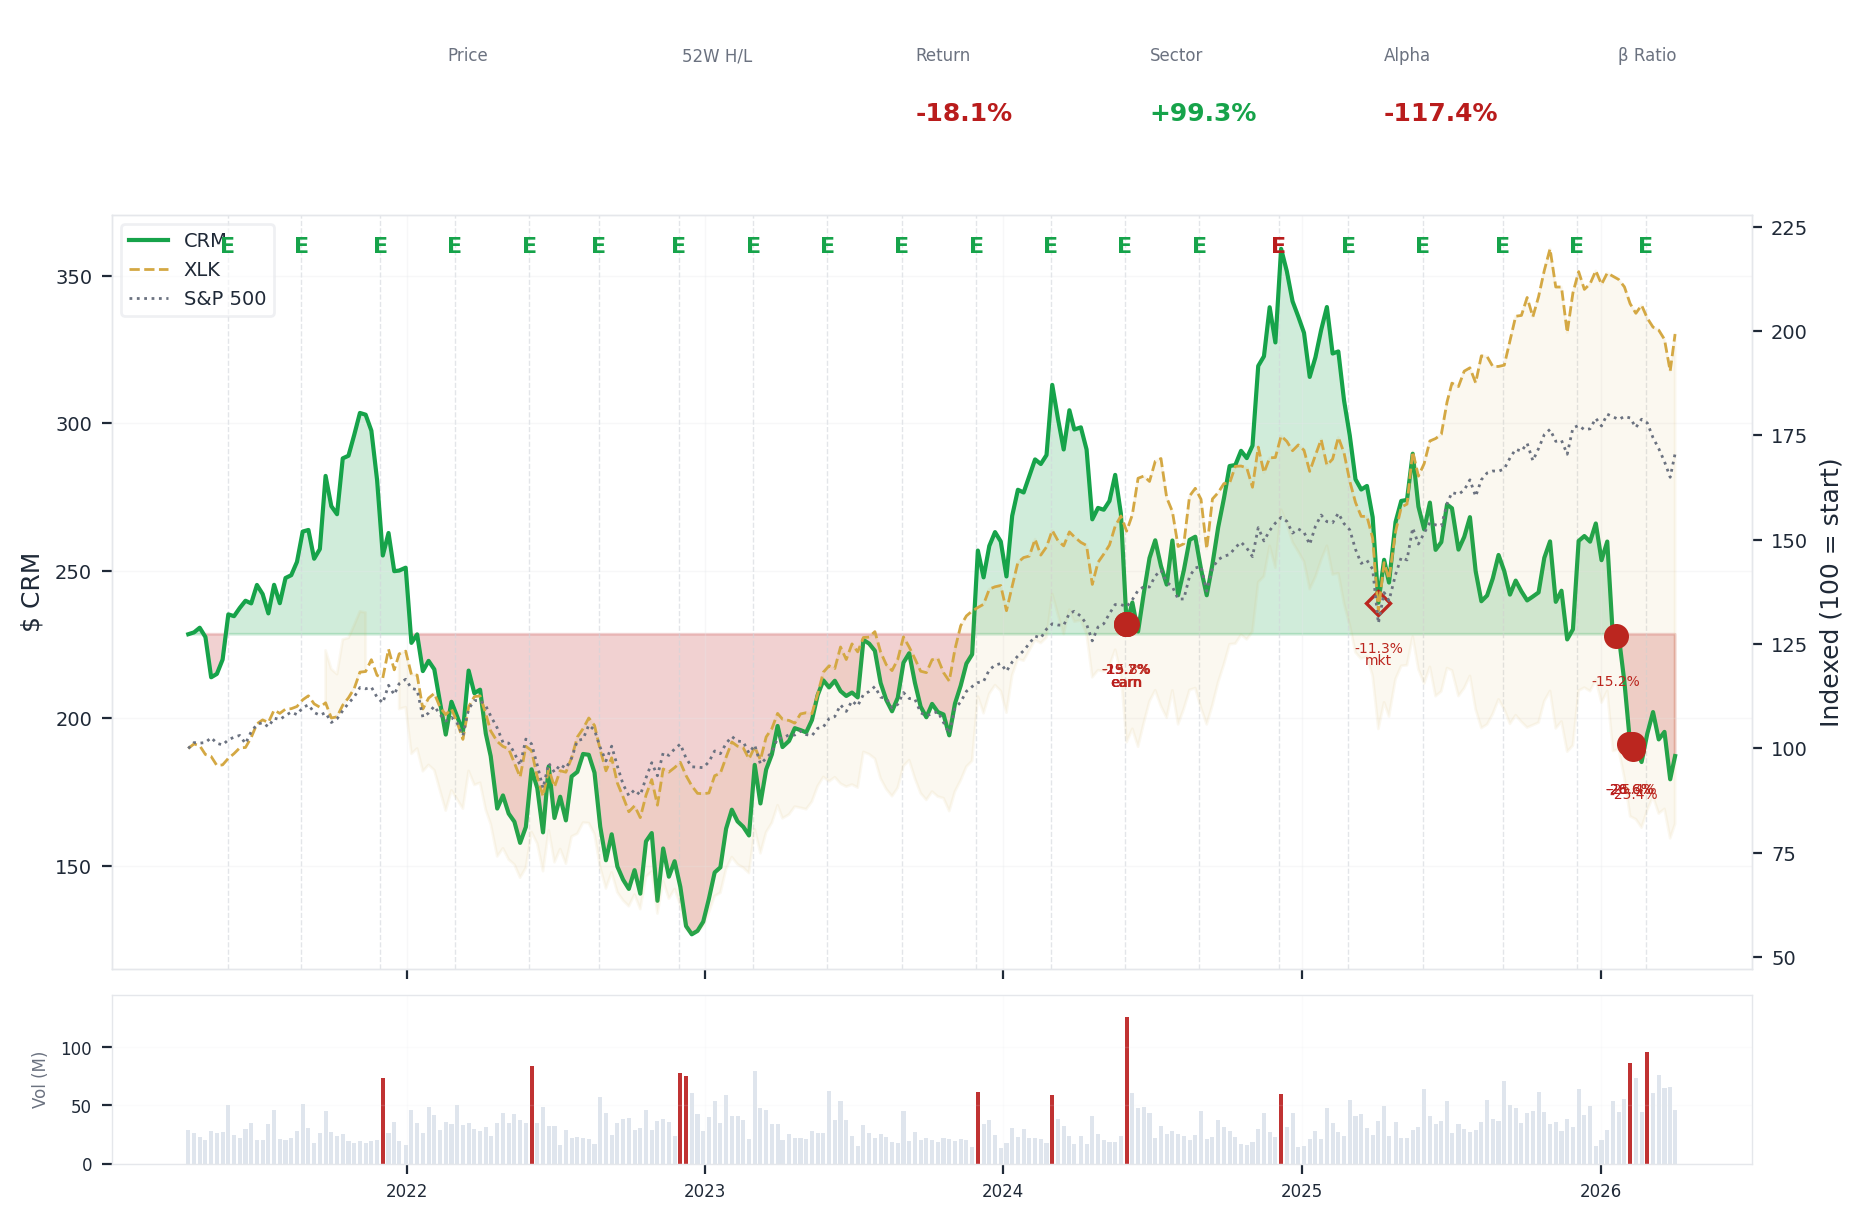 Price 52W H/L Return Sector Alpha β Ratio
-18.1% +99.3% -117.4%
CRM
XLK
S&P 500
E E E E E E E E E E E E E E E E E E E E
$ CRM
350
300
250
200
150
225
200
175
150
125
100
75
50
Indexed (100 = start)
earn
-11.3%
mkt
-15.2%
-25.4%
Vol (M)
100
50
0
2022 2023 2024 2025 2026